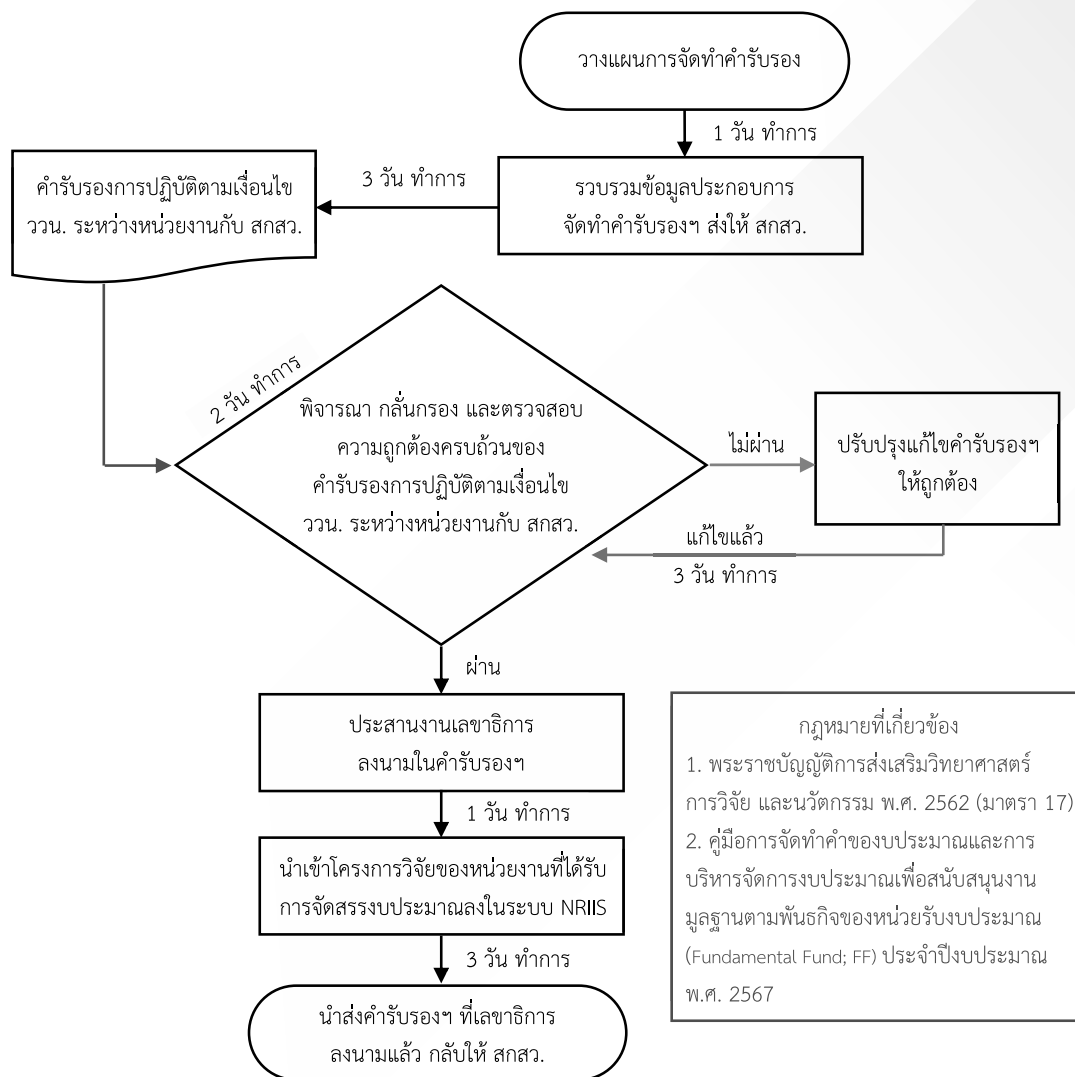 วางแผนการจัดทำคำรับรอง
1 วัน ทำการ
รวบรวมข้อมูลประกอบการ
จัดทำคำรับรองฯ ส่งให้ สกสว.
3 วัน ทำการ
คำรับรองการปฏิบัติตามเงื่อนไข
ววน. ระหว่างหน่วยงานกับ สกสว.
2 วัน ทำการ
พิจารณา กลั่นกรอง และตรวจสอบ
ความถูกต้องครบถ้วนของ
คำรับรองการปฏิบัติตามเงื่อนไข
ววน. ระหว่างหน่วยงานกับ สกสว.
ไม่ผ่าน
ปรับปรุงแก้ไขคำรับรองฯ
ให้ถูกต้อง
แก้ไขแล้ว
3 วัน ทำการ
ผ่าน
ประสานงานเลขาธิการ
ลงนามในคำรับรองฯ
1 วัน ทำการ
นำเข้าโครงการวิจัยของหน่วยงานที่ได้รับ
การจัดสรรงบประมาณลงในระบบ NRIIS
3 วัน ทำการ
นำส่งคำรับรองฯ ที่เลขาธิการ
ลงนามแล้ว กลับให้ สกสว.
กฎหมายที่เกี่ยวข้อง
1. พระราชบัญญัติการส่งเสริมวิทยาศาสตร์
การวิจัย และนวัตกรรม พ.ศ. 2562 (มาตรา 17)
2. คู่มือการจัดทำคำของบประมาณและการ
บริหารจัดการงบประมาณเพื่อสนับสนุนงาน
มูลฐานตามพันธกิจของหน่วยรับงบประมาณ
(Fundamental Fund; FF) ประจำปีงบประมาณ
พ.ศ. 2567